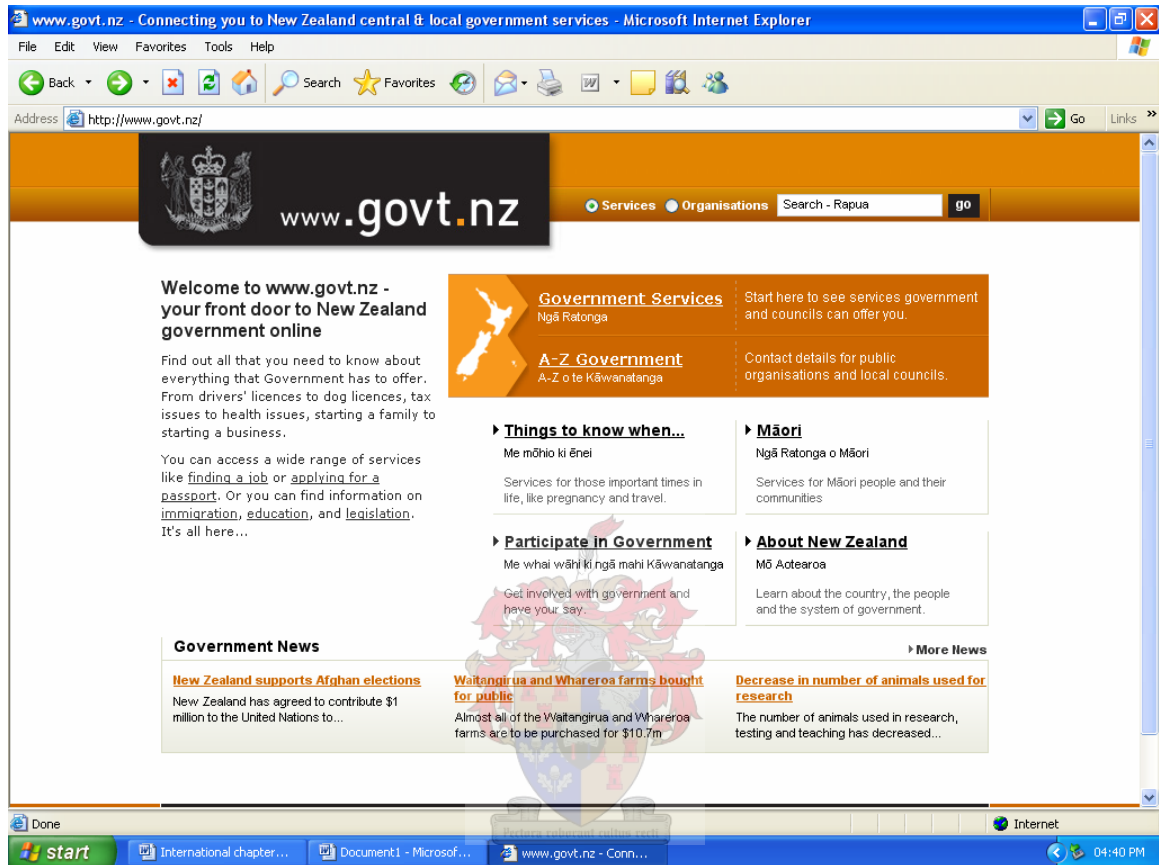 www.govt.nz - Connecting you to New Zealand central & local government services - Microsoft Internet Explorer
File Edit View Favorites Tools Help
Back Search Favorites
Address http://www.govt.nz/ Go Links »
www.govt.nz
Services Organisations Search - Rapua go
Welcome to www.govt.nz -
your front door to New Zealand
government online
Find out all that you need to know about
everything that Government has to offer.
From drivers' licences to dog licences, tax
issues to health issues, starting a family to
starting a business.
You can access a wide range of services
like finding a job or applying for a
passport. Or you can find information on
immigration, education, and legislation.
It's all here...
Government Services
Ngā Ratonga
Start here to see services government
and councils can offer you.
A-Z Government
A-Z o te Kāwanatanga
Contact details for public
organisations and local councils.
Things to know when...
Me mōhio ki ēnei
Services for those important times in
life, like pregnancy and travel.
Māori
Ngā Ratonga o Māori
Services for Māori people and their
communities
Participate in Government
Me whai wāhi ki ngā mahi Kāwanatanga
Get involved with government and
have your say.
About New Zealand
Mō Aotearoa
Learn about the country, the people
and the system of government.
Government News
More News
New Zealand supports Afghan elections
New Zealand has agreed to contribute $1
million to the United Nations to...
Waitangirua and Whareroa farms bought
for public
Almost all of the Waitangirua and Whareroa
farms are to be purchased for $10.7m
Decrease in number of animals used for
research
The number of animals used in research,
testing and teaching has decreased...
Pectora roborant cultus recti
Done Internet
start International chapter... Document1 - Microsof... www.govt.nz - Conn... 04:40 PM